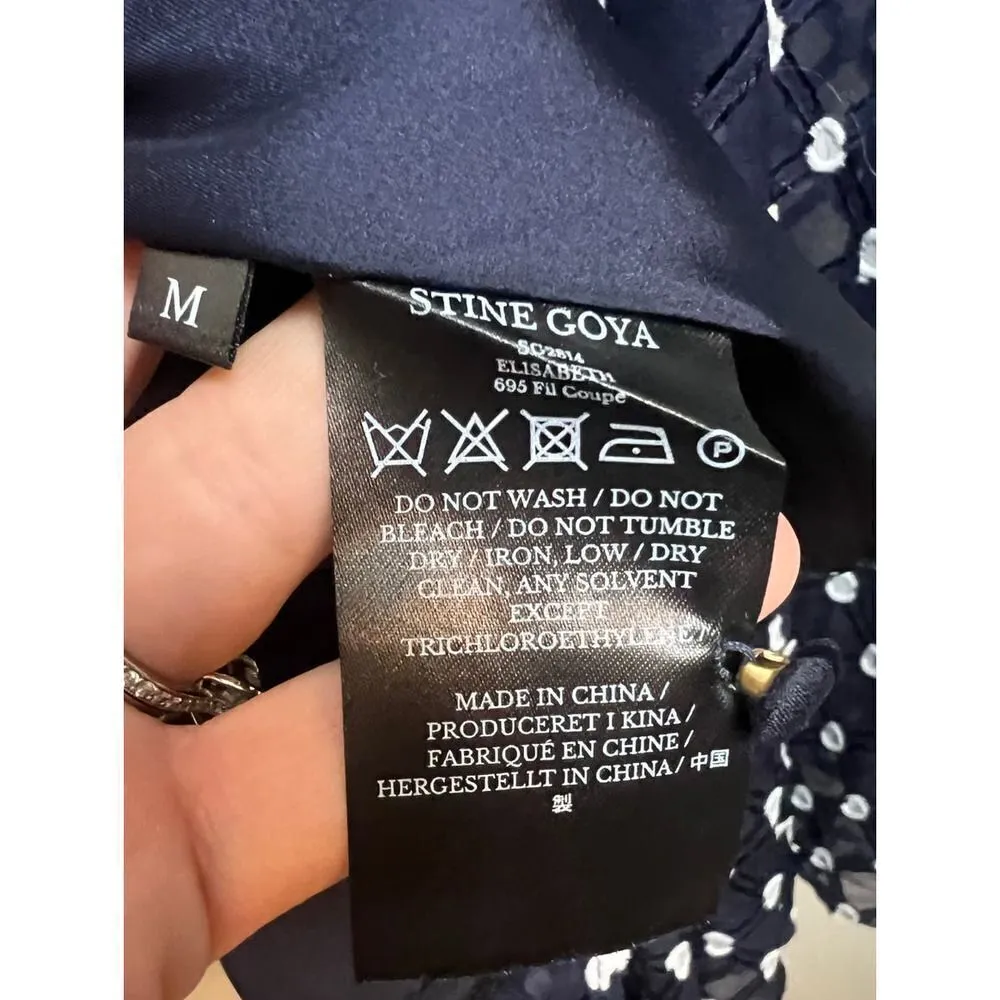 M
STINE GOYA
SG2814
ELISABETH
695 Fil Coupe
P
DO NOT WASH / DO NOT
BLEACH / DO NOT TUMBLE
DRY / IRON, LOW / DRY
CLEAN, ANY SOLVENT
EXCEPT
TRICHLOROETHYLENE /
MADE IN CHINA /
PRODUCERET I KINA /
FABRIQUÉ EN CHINE /
HERGESTELLT IN CHINA / 中国
製